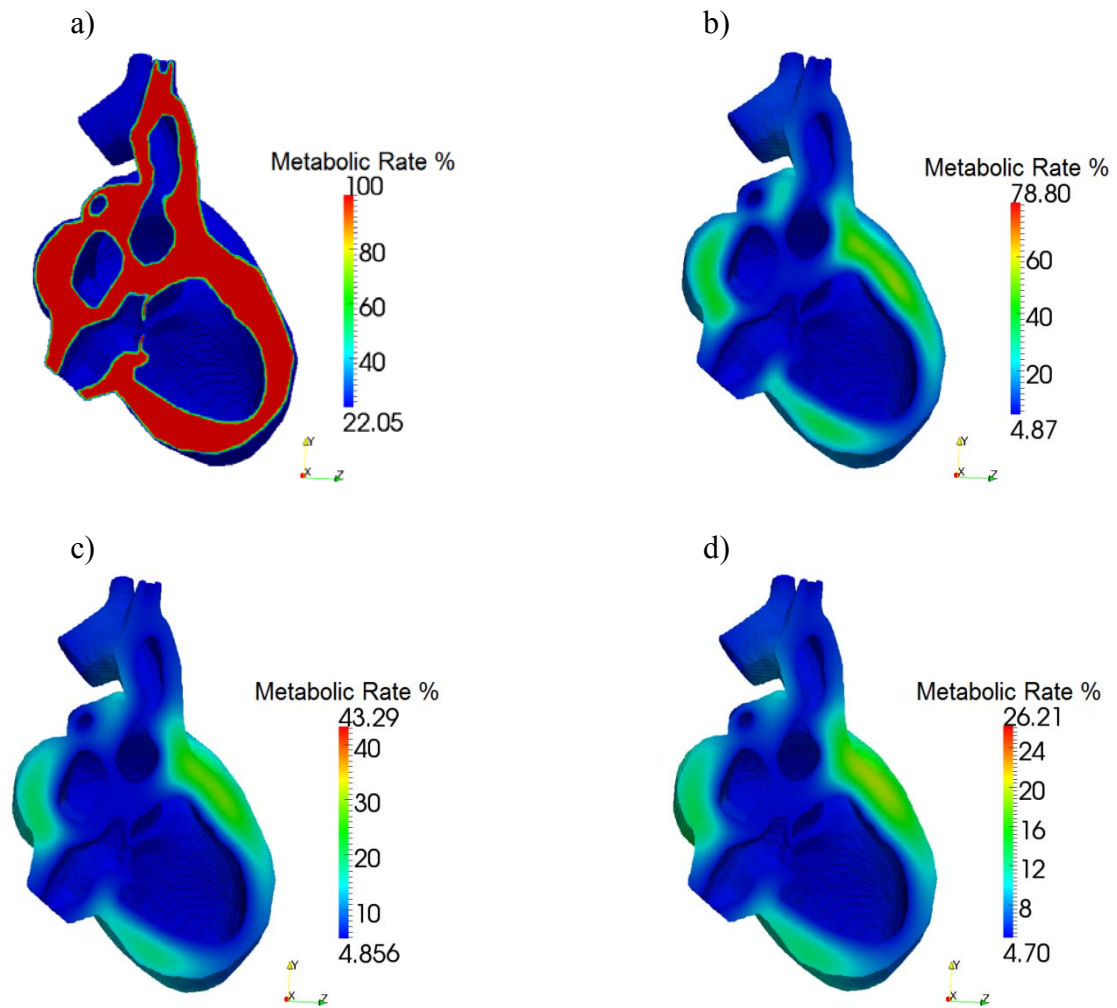 a)
Metabolic Rate %
100
80
60
40
22.05
Y
X
Z
b)
Metabolic Rate %
78.80
60
40
20
4.87
Y
X
Z
c)
Metabolic Rate %
43.29
40
30
20
10
4.856
Y
X
Z
d)
Metabolic Rate %
26.21
24
20
16
12
8
4.70
Y
X
Z